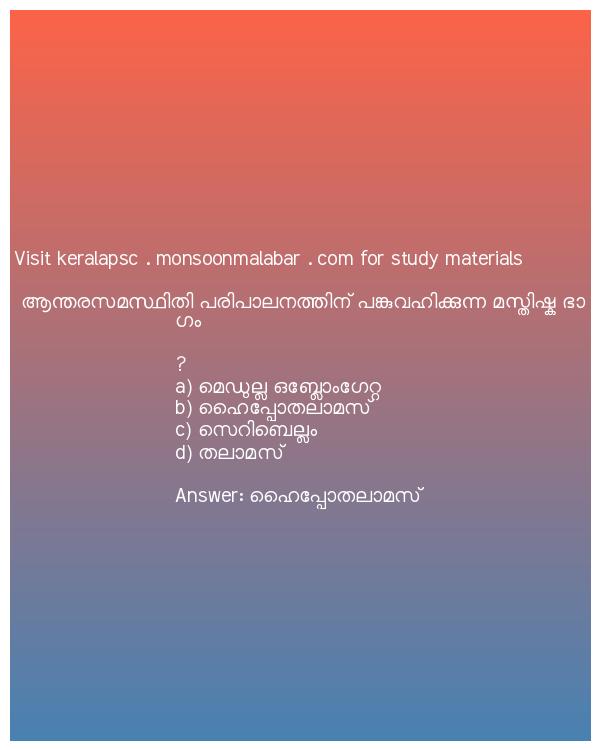 Visit keralapsc . monsoonmalabar . com for study materials
ആന്തരസമസ്ഥിതി പരിപാലനത്തിന് പങ്കുവഹിക്കുന്ന മസ്തിഷ്ക ഭാ
ഗം
?
a) മെഡുല്ല ഒബ്ലോംഗേറ്റ
b) ഹൈപ്പോതലാമസ്
c) സെറിബെല്ലം
d) തലാമസ്
Answer: ഹൈപ്പോതലാമസ്